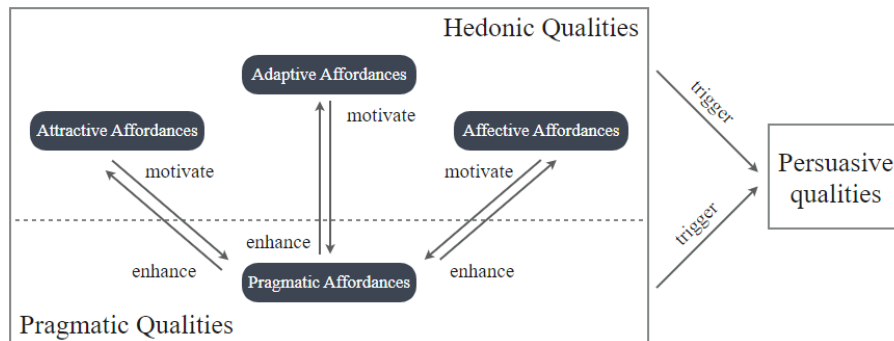 Hedonic Qualities
Adaptive Affordances
Attractive Affordances
motivate
Affective Affordances
motivate
motivate
trigger
Persuasive
qualities
trigger
enhance
enhance
enhance
Pragmatic Affordances
Pragmatic Qualities